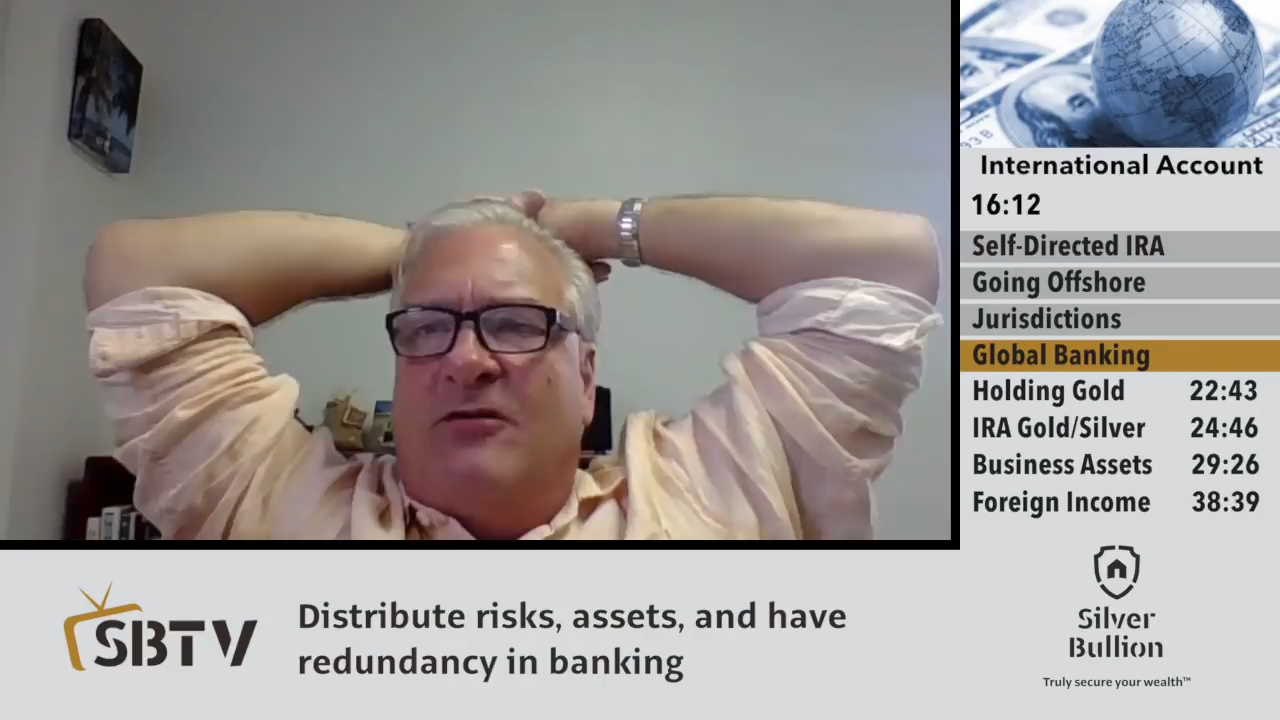 International Account
16:12
Self-Directed IRA
Going Offshore
Jurisdictions
Global Banking
Holding Gold 22:43
IRA Gold/Silver 24:46
Business Assets 29:26
Foreign Income 38:39
SBTV
Distribute risks, assets, and have
redundancy in banking
Silver
Bullion
Truly secure your wealth™